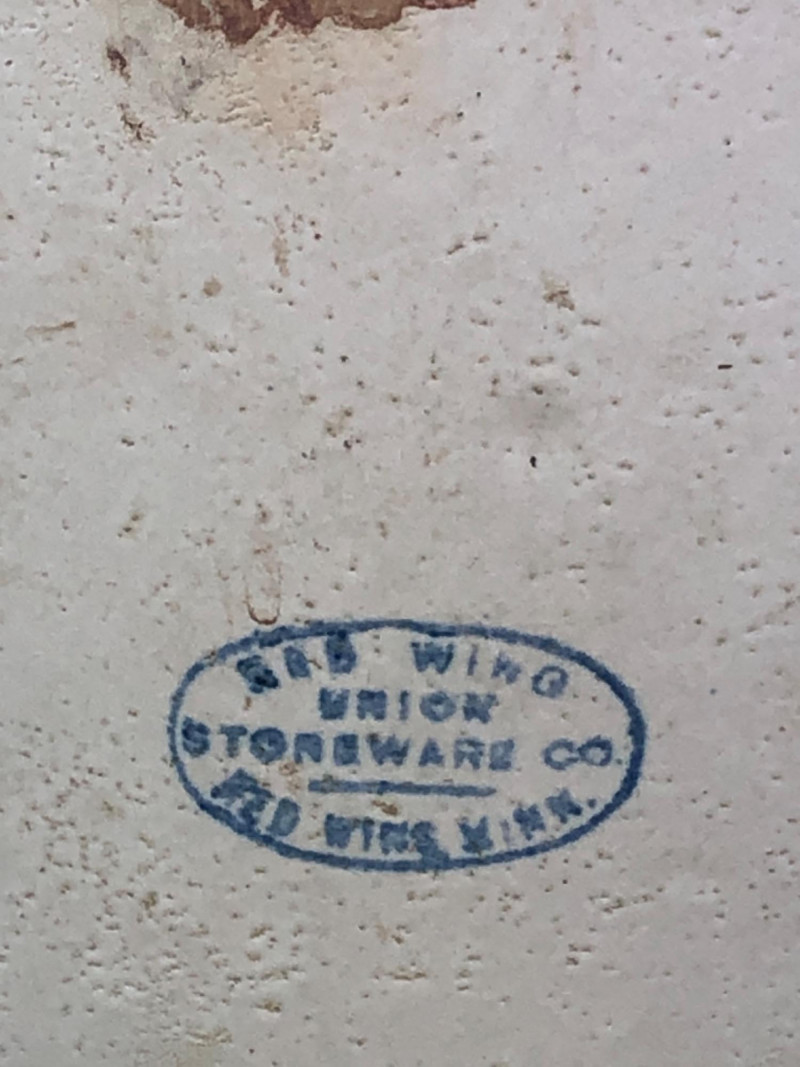 RED WING
UNION
STONEWARE CO.
RED WING MINN.